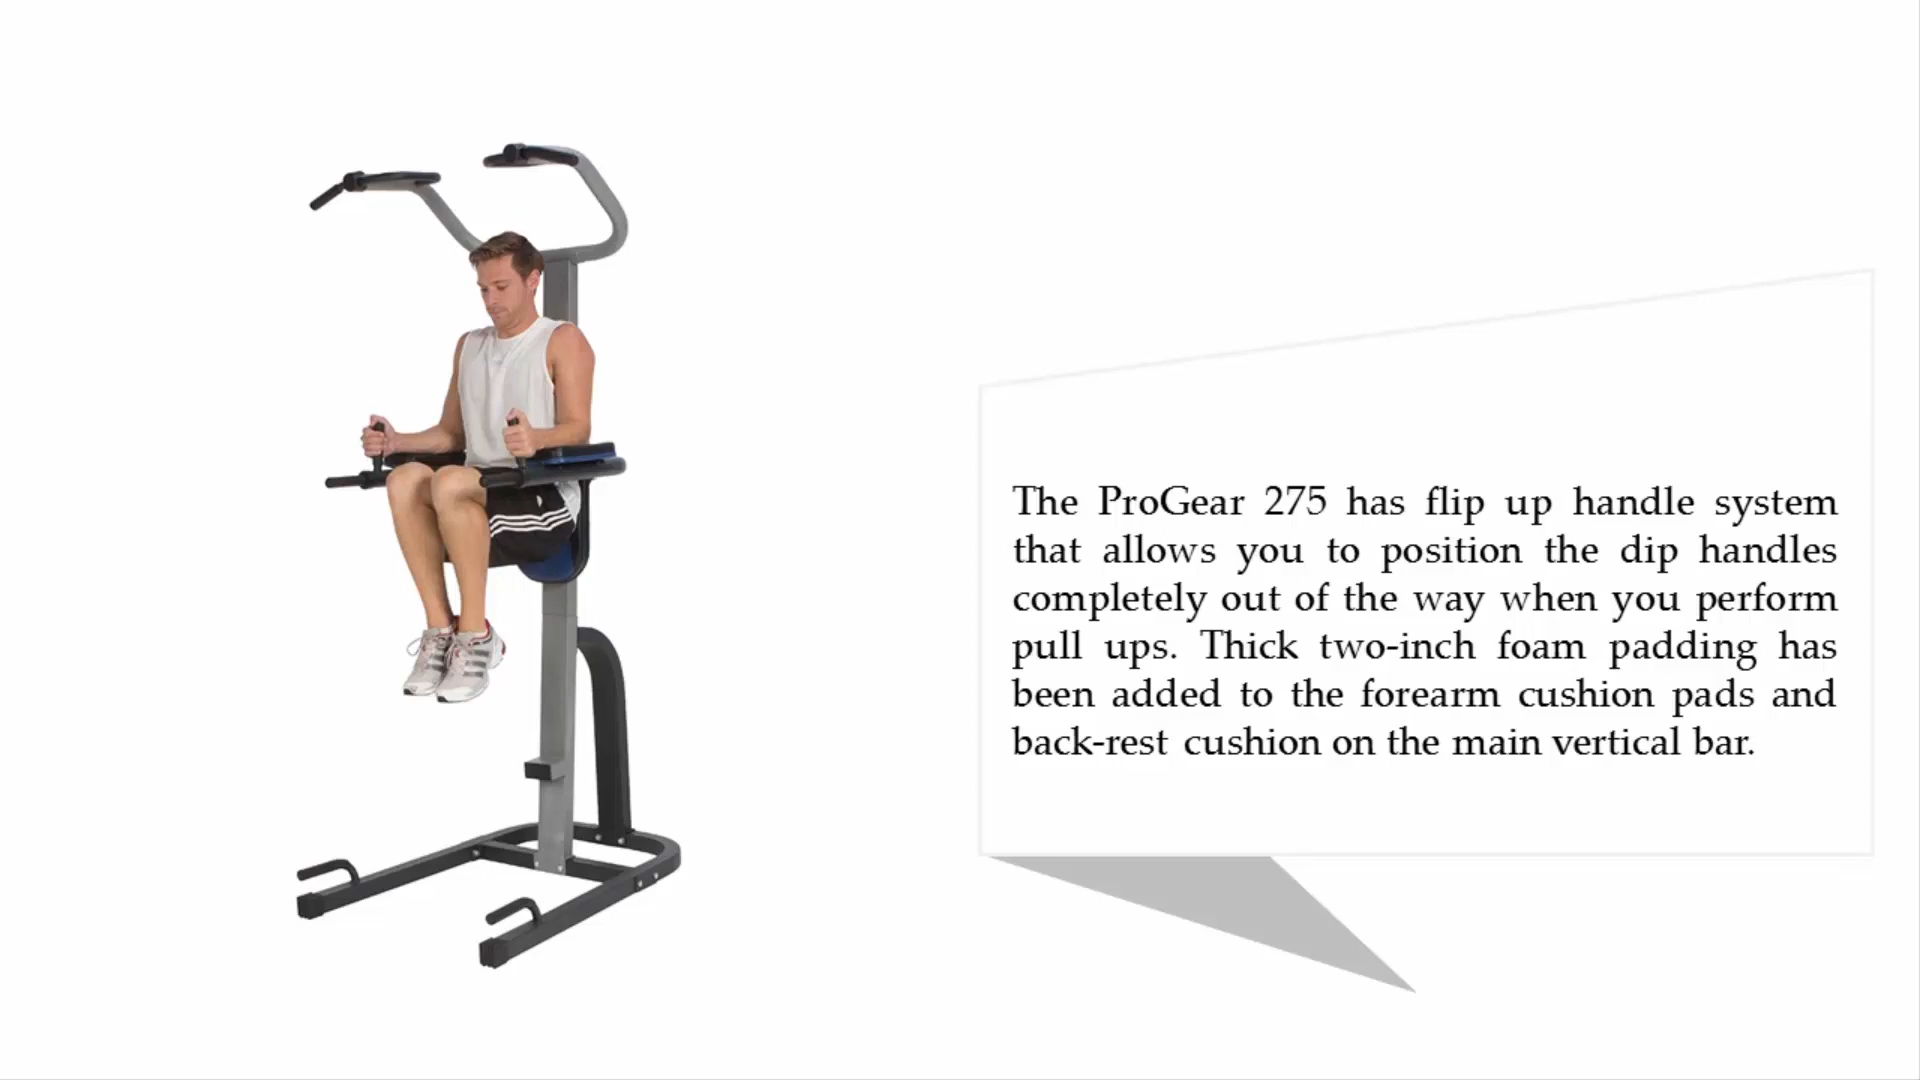 The ProGear 275 has flip up handle system
that allows you to position the dip handles
completely out of the way when you perform
pull ups. Thick two-inch foam padding has
been added to the forearm cushion pads and
back-rest cushion on the main vertical bar.